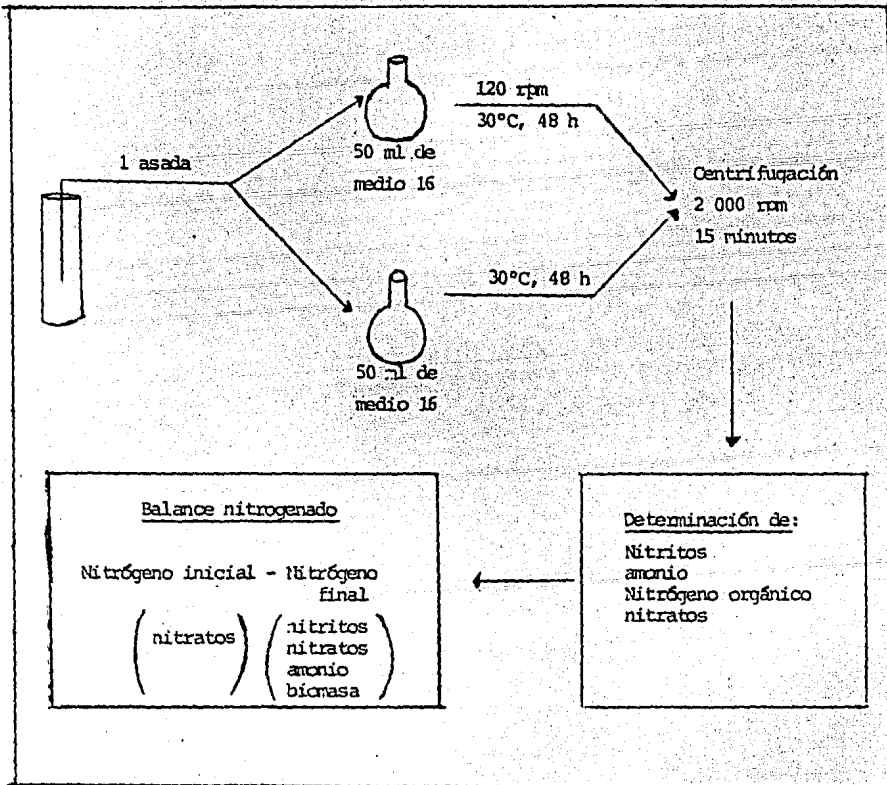 120 rpm
30°C, 48 h
50 ml de
medio 16
1 asada
Centrifugación
2 000 rpm
15 minutos
30°C, 48 h
50 ml de
medio 16
Determinación de:
Nitritos
amonio
Nitrógeno orgánico
nitratos
Balance nitrogenado
Nitrógeno inicial - Nitrógeno
final
(nitratos)
(nitritos
nitratos
amonio
biomasa)